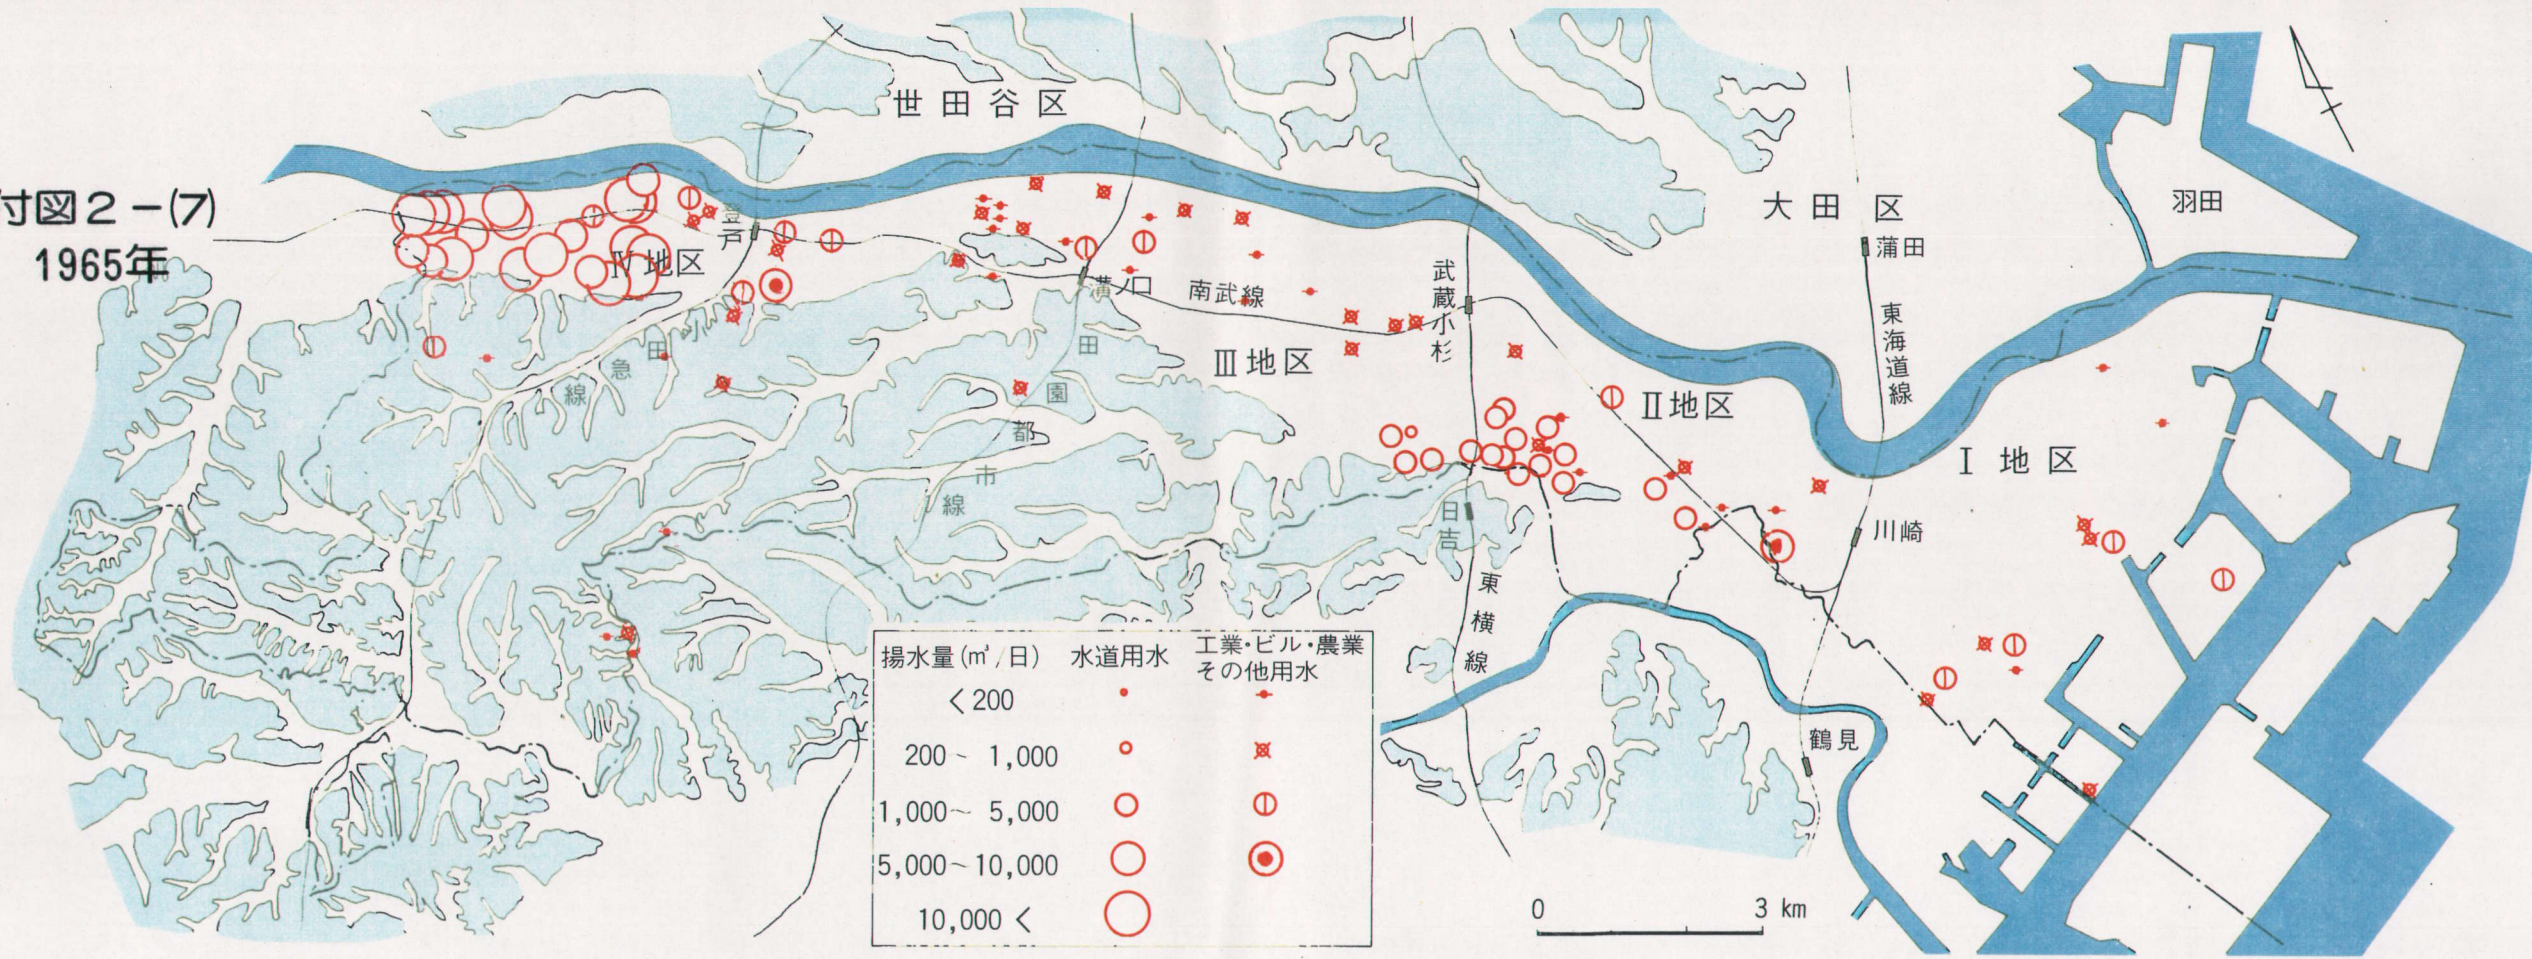 付図2-(7)
1965年
世田谷区
大田区
羽田
蒲田
東海道線
登戸
Ⅳ地区
溝ノ口
南武線
武蔵小杉
Ⅲ地区
Ⅱ地区
Ⅰ地区
小田急線
田園都市線
日吉
東横線
川崎
鶴見
揚水量(m³/日) 水道用水 工業・ビル・農業
その他用水
<200
200~1,000
1,000~5,000
5,000~10,000
10,000<
0 3 km